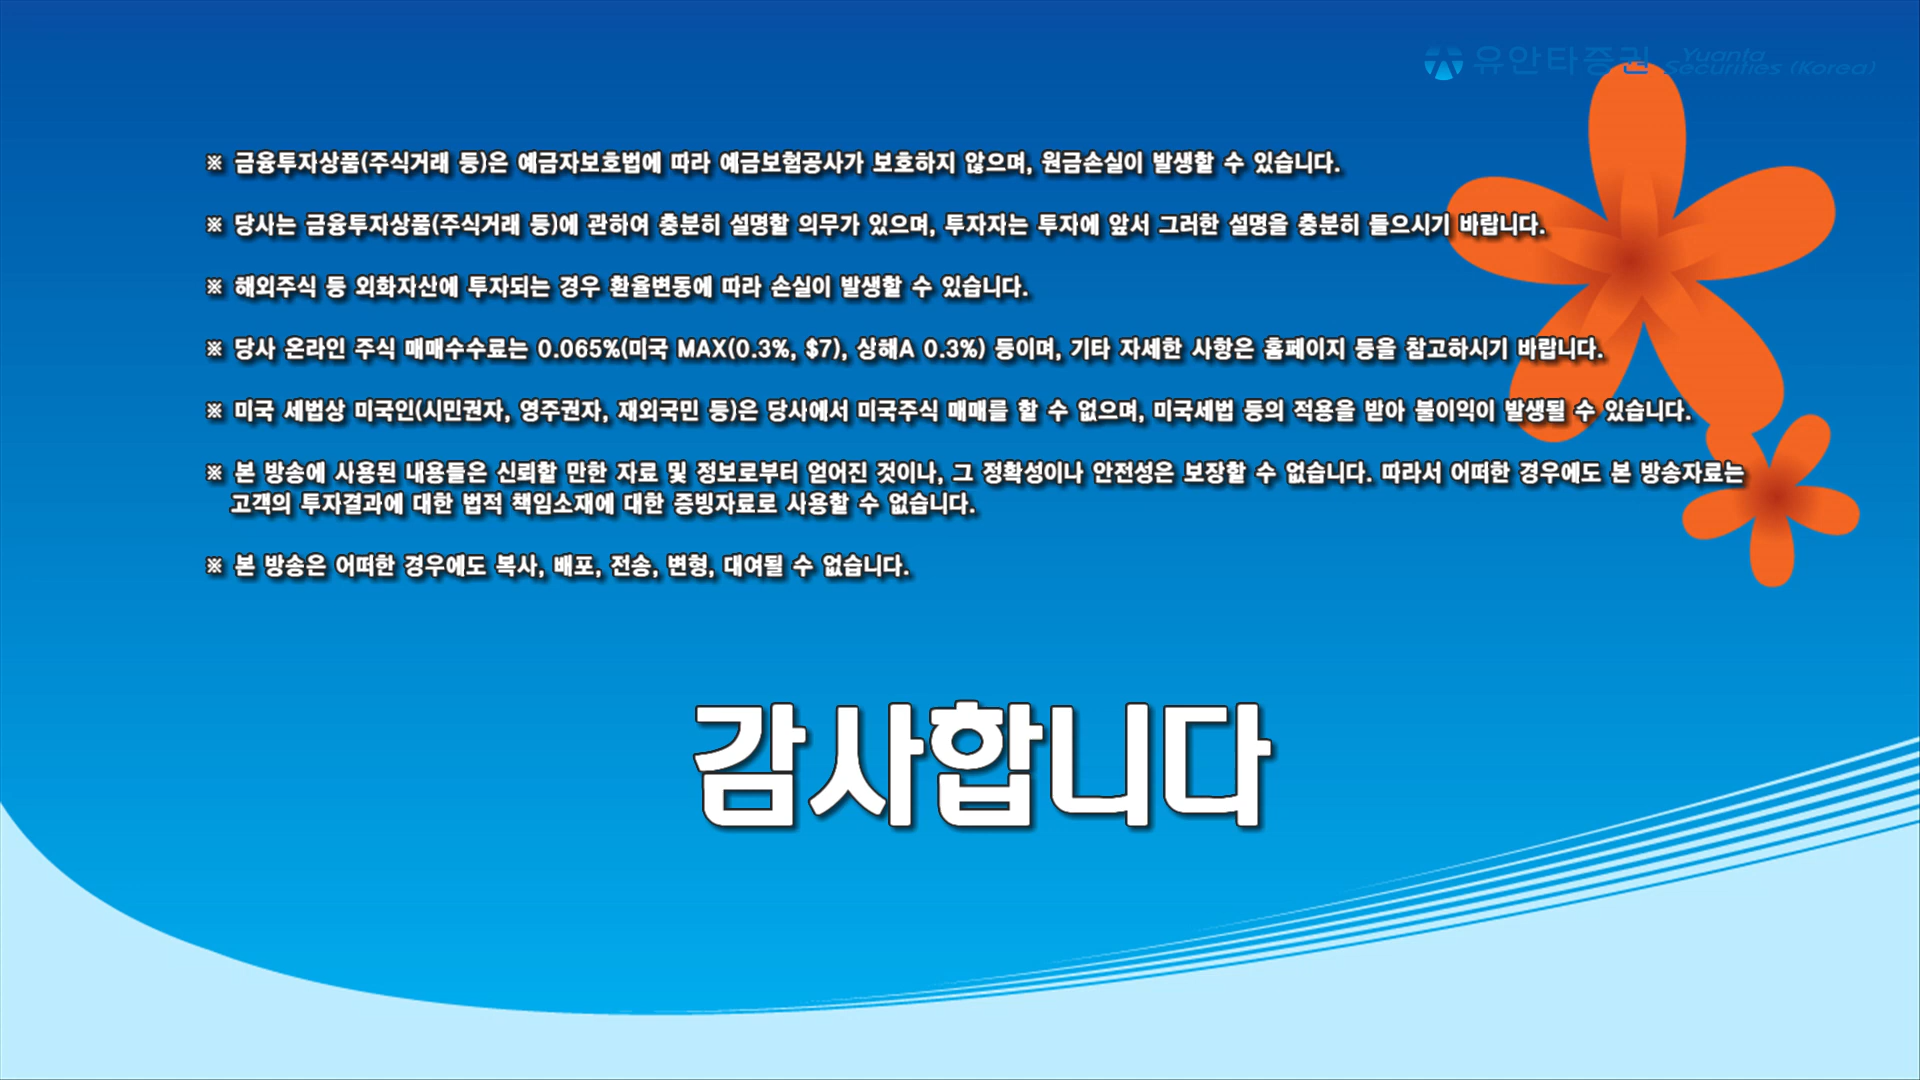 유안타증권 Yuanta Securities (Korea)
※ 금융투자상품(주식거래 등)은 예금자보호법에 따라 예금보험공사가 보호하지 않으며, 원금손실이 발생할 수 있습니다.
※ 당사는 금융투자상품(주식거래 등)에 관하여 충분히 설명할 의무가 있으며, 투자자는 투자에 앞서 그러한 설명을 충분히 들으시기 바랍니다.
※ 해외주식 등 외화자산에 투자되는 경우 환율변동에 따라 손실이 발생할 수 있습니다.
※ 당사 온라인 주식 매매수수료는 0.065%(미국 MAX(0.3%, $7), 상해A 0.3%) 등이며, 기타 자세한 사항은 홈페이지 등을 참고하시기 바랍니다.
※ 미국 세법상 미국인(시민권자, 영주권자, 재외국민 등)은 당사에서 미국주식 매매를 할 수 없으며, 미국세법 등의 적용을 받아 불이익이 발생될 수 있습니다.
※ 본 방송에 사용된 내용들은 신뢰할 만한 자료 및 정보로부터 얻어진 것이나, 그 정확성이나 안전성은 보장할 수 없습니다. 따라서 어떠한 경우에도 본 방송자료는
고객의 투자결과에 대한 법적 책임소재에 대한 증빙자료로 사용할 수 없습니다.
※ 본 방송은 어떠한 경우에도 복사, 배포, 전송, 변형, 대여될 수 없습니다.
감사합니다